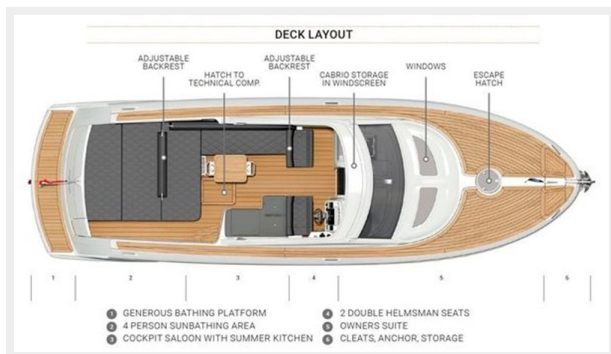 DECK LAYOUT
ADJUSTABLE
BACKREST
HATCH TO
TECHNICAL COMP.
ADJUSTABLE
BACKREST
CABRIO STORAGE
IN WINDSCREEN
WINDOWS
ESCAPE
HATCH
1 2 3 4 5 6
1 GENEROUS BATHING PLATFORM
2 4 PERSON SUNBATHING AREA
3 COCKPIT SALOON WITH SUMMER KITCHEN
4 2 DOUBLE HELMSMAN SEATS
5 OWNERS SUITE
6 CLEATS, ANCHOR, STORAGE